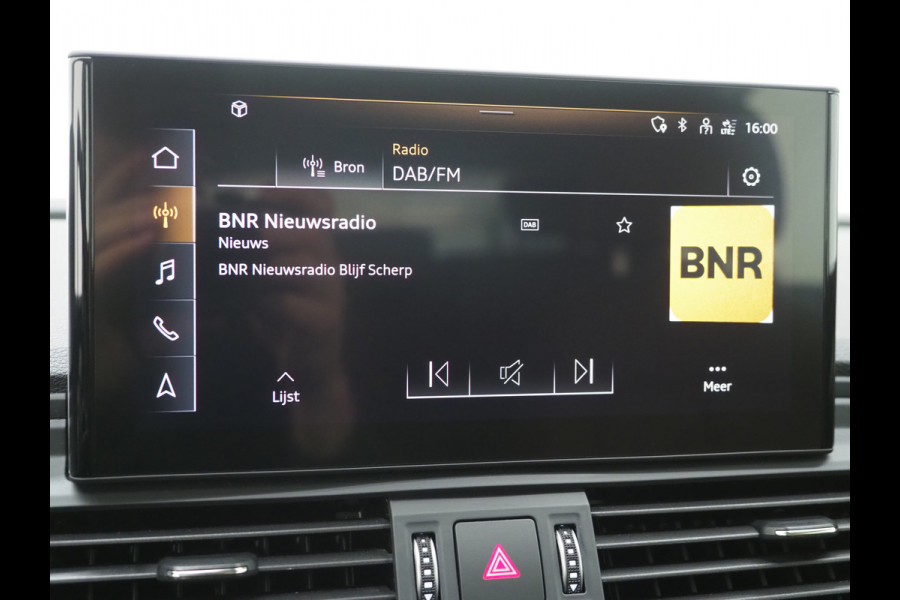 16:00
Radio
Bron
DAB/FM
BNR Nieuwsradio
DAB
Nieuws
BNR Nieuwsradio Blijf Scherp
BNR
Lijst
Meer